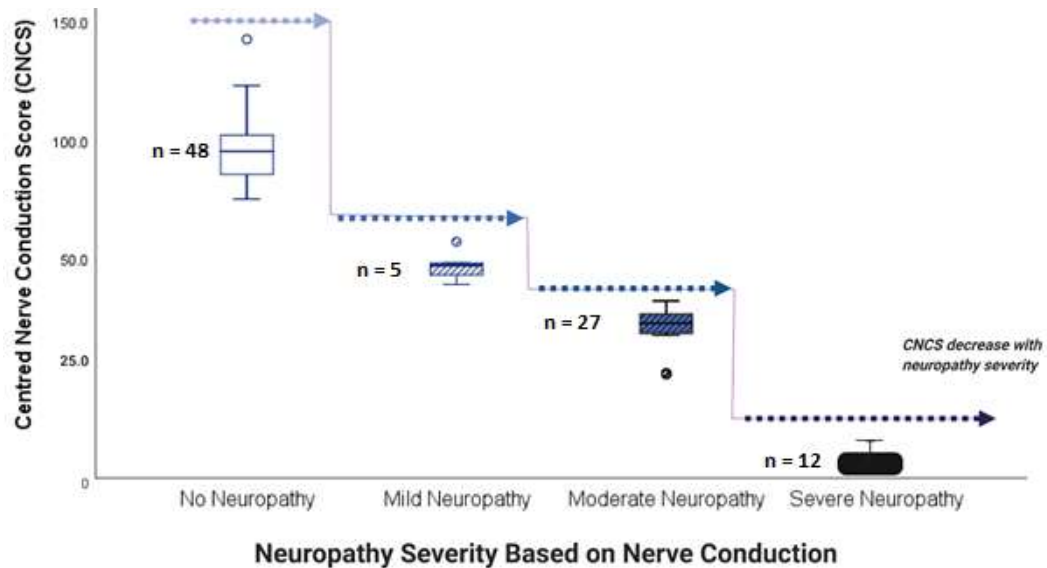 Centred Nerve Conduction Score (CNCS)
150.0
100.0
50.0
25.0
0
n = 48
n = 5
n = 27
n = 12
CNCS decrease with
neuropathy severity
No Neuropathy
Mild Neuropathy
Moderate Neuropathy
Severe Neuropathy
Neuropathy Severity Based on Nerve Conduction